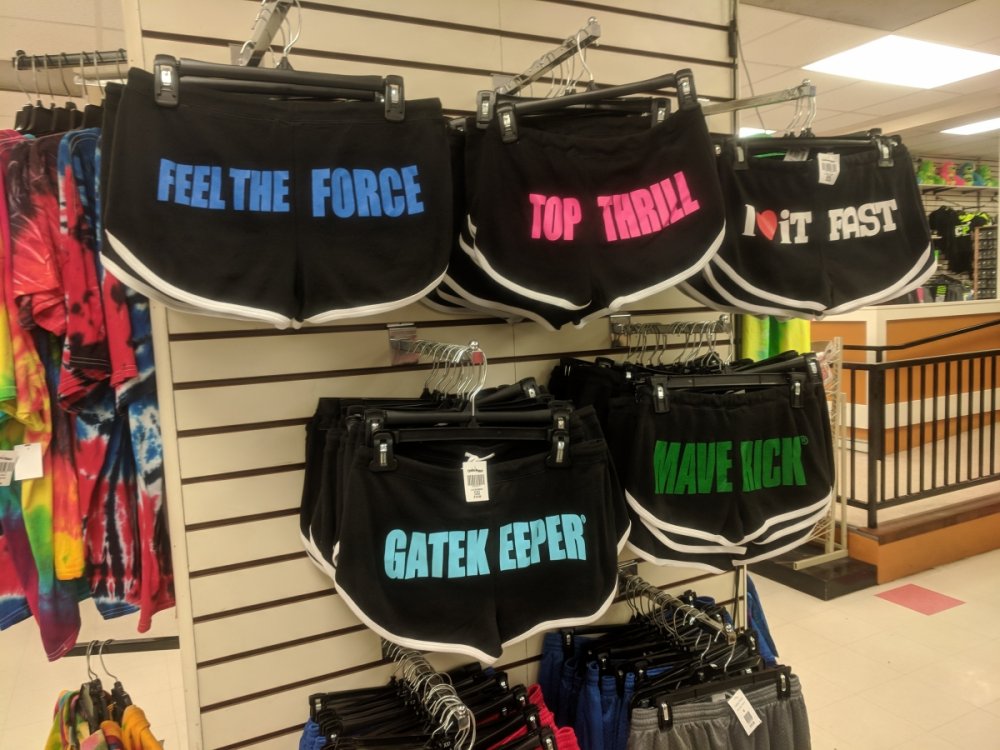 FEEL THE FORCE
TOP THRILL
I ❤ iT FAST
GATEK EEPER®
MAVE RICK®